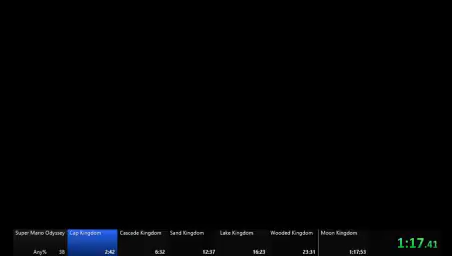 Super Mario Odyssey
Any% 38
Cap Kingdom
2:42
Cascade Kingdom
6:32
Sand Kingdom
12:37
Lake Kingdom
16:23
Wooded Kingdom
23:31
Moon Kingdom
1:17:53
1:17.41